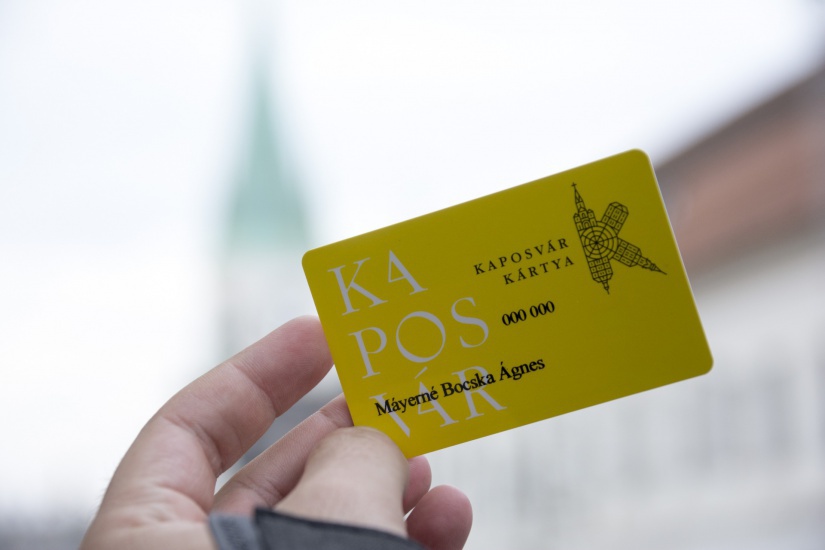 KA
POS
VÁR
KAPOSVÁR
KÁRTYA
000 000
Máyerné Bocska Ágnes